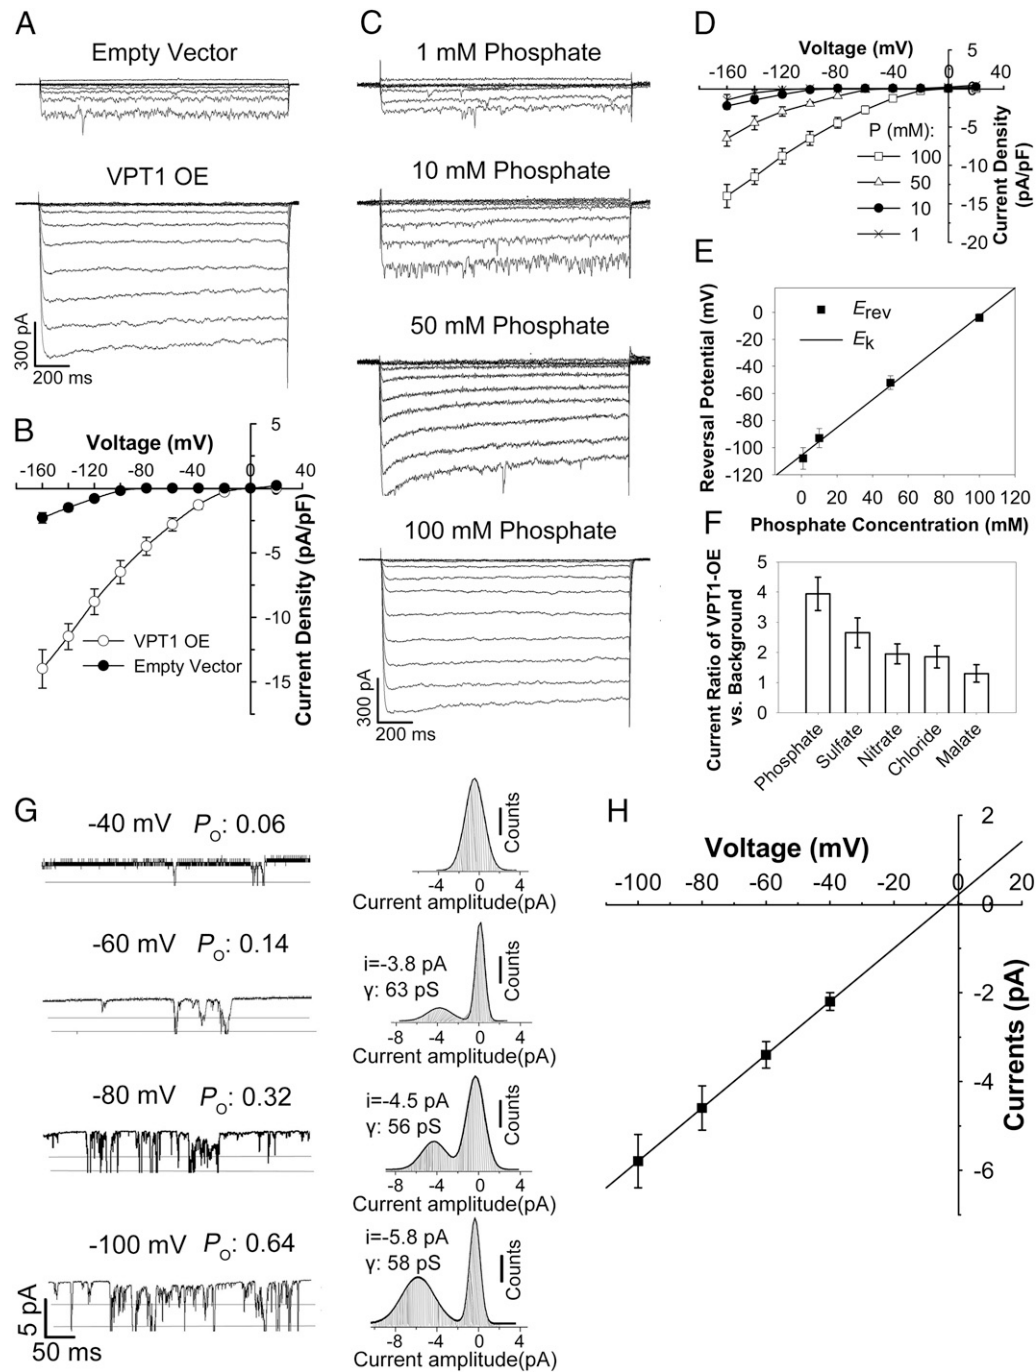 A
Empty Vector
VPT1 OE
300 pA
200 ms
B
Voltage (mV)
-160 -120 -80 -40 0 40
5
-5
-10
-15
Current Density (pA/pF)
VPT1 OE
Empty Vector
C
1 mM Phosphate
10 mM Phosphate
50 mM Phosphate
100 mM Phosphate
300 pA
200 ms
D
Voltage (mV)
-160 -120 -80 -40 0 40
5
-5
-10
-15
-20
Current Density
(pA/pF)
P (mM):
100
50
10
1
E
Reversal Potential (mV)
0
-20
-40
-60
-80
-100
-120
Erev
Ek
0 20 40 60 80 100 120
Phosphate Concentration (mM)
F
Current Ratio of VPT1-OE
vs. Background
5
4
3
2
1
0
Phosphate
Sulfate
Nitrate
Chloride
Malate
G
-40 mV PO: 0.06
Counts
-4 0 4
Current amplitude(pA)
-60 mV PO: 0.14
i=-3.8 pA
γ: 63 pS
Counts
-8 -4 0 4
Current amplitude(pA)
-80 mV PO: 0.32
i=-4.5 pA
γ: 56 pS
Counts
-8 -4 0 4
Current amplitude(pA)
-100 mV PO: 0.64
i=-5.8 pA
γ: 58 pS
Counts
-8 -4 0 4
Current amplitude(pA)
5 pA
50 ms
H
Voltage (mV)
-100 -80 -60 -40 0 20
2
0
-2
-4
-6
Currents (pA)